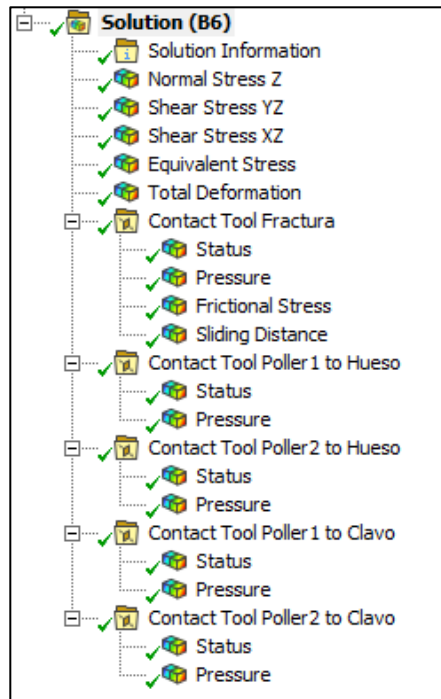 Solution (B6)
Solution Information
Normal Stress Z
Shear Stress YZ
Shear Stress XZ
Equivalent Stress
Total Deformation
Contact Tool Fractura
Status
Pressure
Frictional Stress
Sliding Distance
Contact Tool Poller1 to Hueso
Status
Pressure
Contact Tool Poller2 to Hueso
Status
Pressure
Contact Tool Poller1 to Clavo
Status
Pressure
Contact Tool Poller2 to Clavo
Status
Pressure